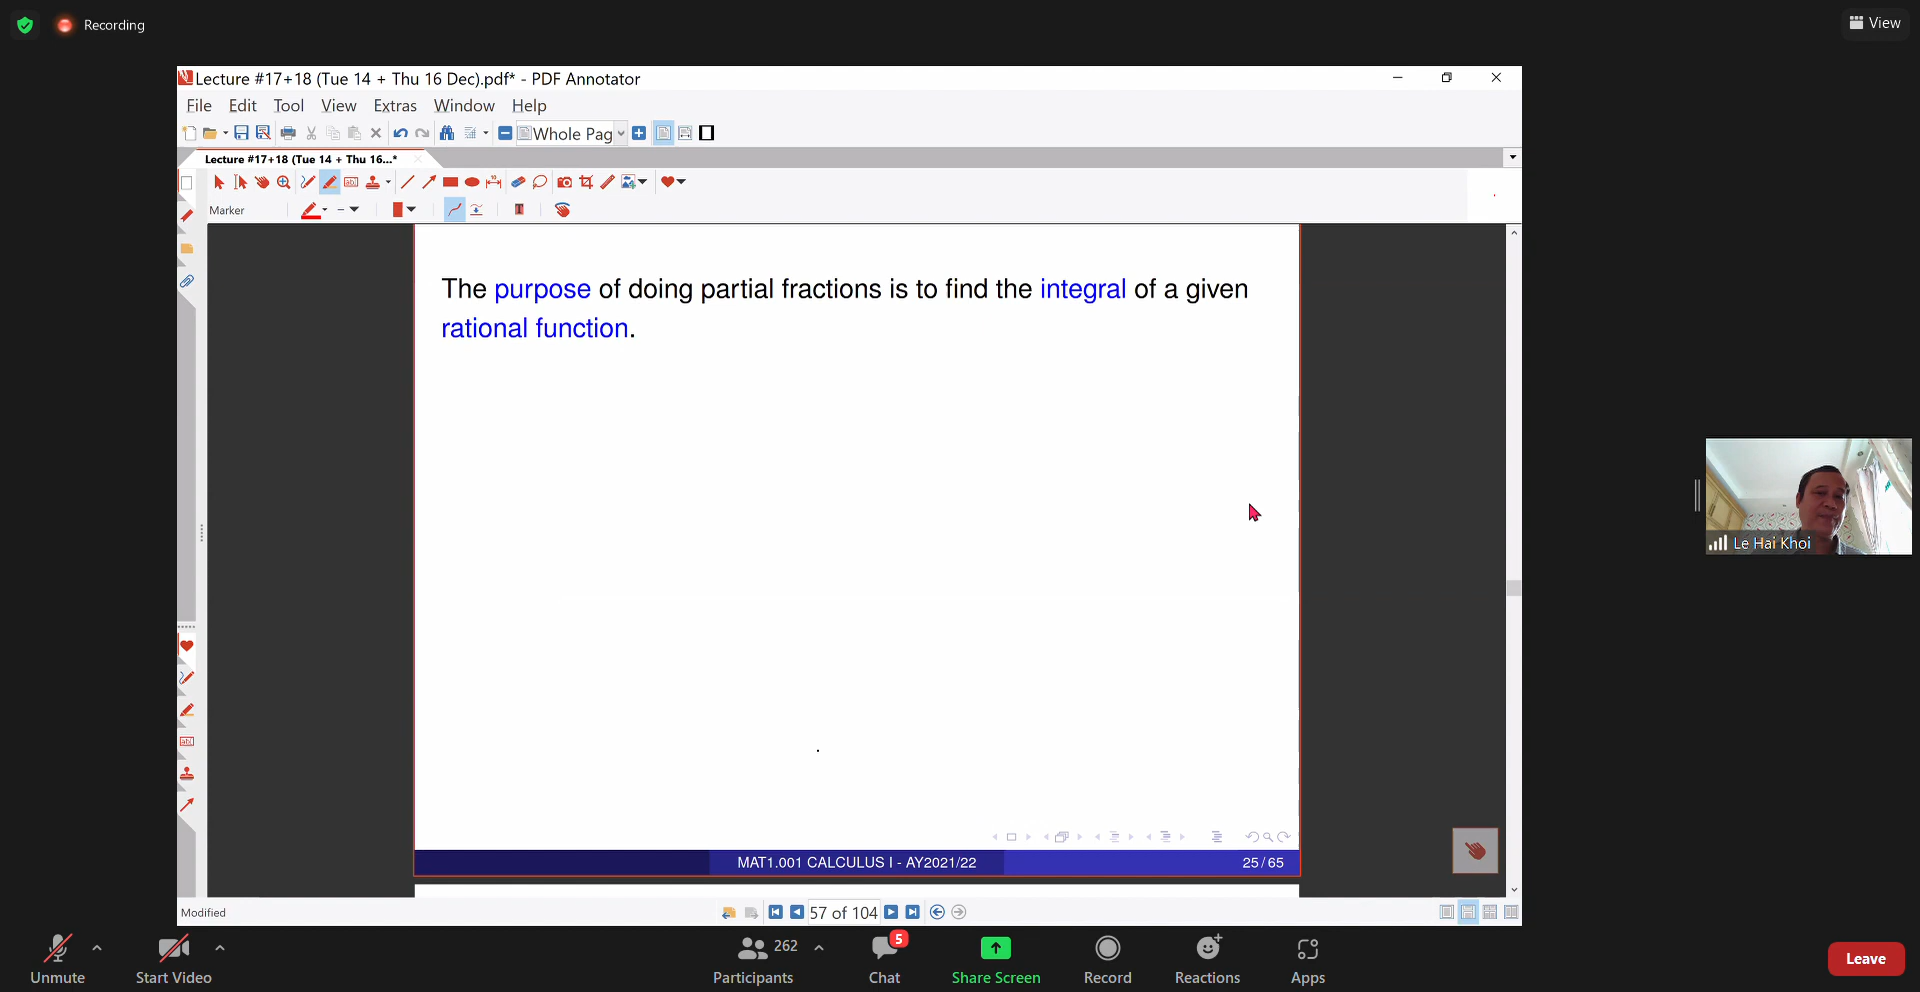 Recording
View
Lecture #17+18 (Tue 14 + Thu 16 Dec).pdf* - PDF Annotator
File Edit Tool View Extras Window Help
Whole Pag
Lecture #17+18 (Tue 14 + Thu 16...*
Marker
The purpose of doing partial fractions is to find the integral of a given
rational function.
Le Hai Khoi
MAT1.001 CALCULUS I - AY2021/22
25/65
Modified
57 of 104
262
5
Unmute
Start Video
Participants
Chat
Share Screen
Record
Reactions
Apps
Leave